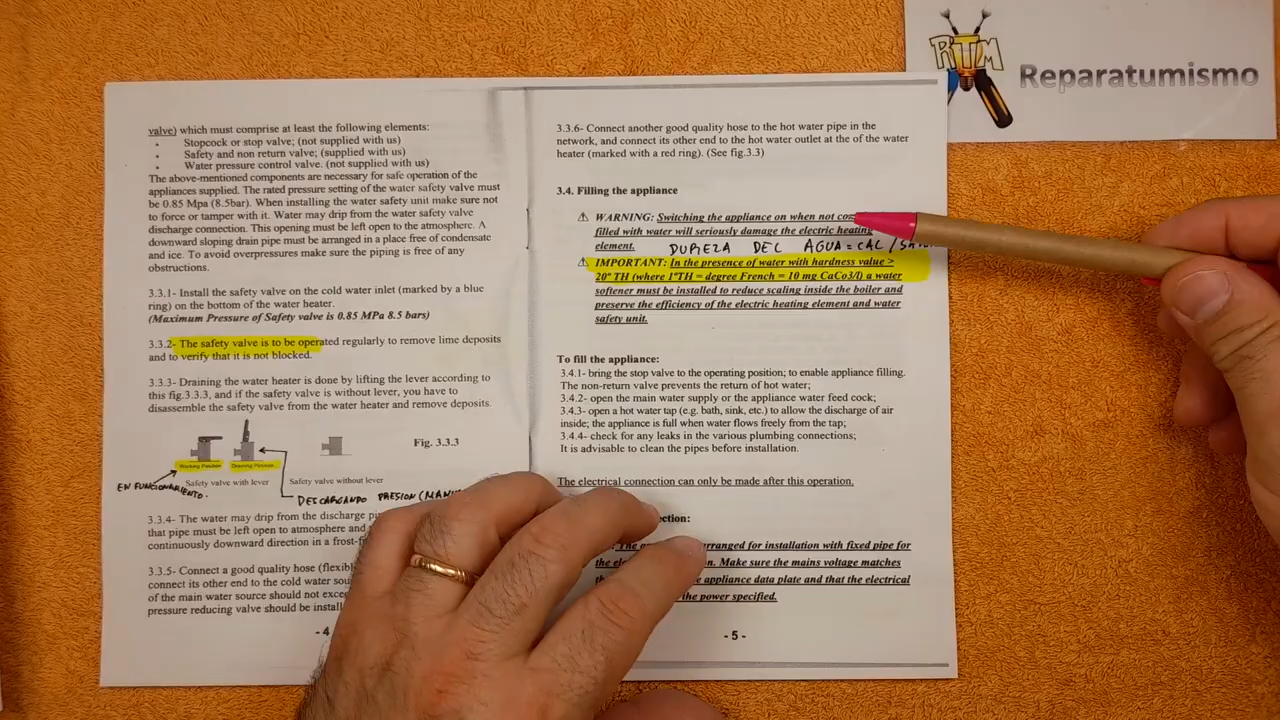 RTM
Reparatumismo
valve) which must comprise at least the following elements:
• Stopcock or stop valve; (not supplied with us)
• Safety and non return valve; (supplied with us)
• Water pressure control valve. (not supplied with us)
The above-mentioned components are necessary for safe operation of the
appliances supplied. The rated pressure setting of the water safety valve must
be 0.85 Mpa (8.5bar). When installing the water safety unit make sure not
to force or tamper with it. Water may drip from the water safety valve
discharge connection. This opening must be left open to the atmosphere. A
downward sloping drain pipe must be arranged in a place free of condensate
and ice. To avoid overpressures make sure the piping is free of any
obstructions.
3.3.1- Install the safety valve on the cold water inlet (marked by a blue
ring) on the bottom of the water heater.
(Maximum Pressure of Safety valve is 0.85 MPa 8.5 bars)
3.3.2- The safety valve is to be operated regularly to remove lime deposits
and to verify that it is not blocked.
3.3.3- Draining the water heater is done by lifting the lever according to
this fig.3.3.3, and if the safety valve is without lever, you have to
disassemble the safety valve from the water heater and remove deposits.
Fig. 3.3.3
Working Position Draining Position
Safety valve with lever Safety valve without lever
EN FUNCIONAMIENTO.
DESCARGANDO PRESION
3.3.4- The water may drip from the discharge
that pipe must be left open to atmosphere and
continuously downward direction in a
3.3.5- Connect a good quality hose
connect its other end to the cold water
of the main water source should not
pressure reducing valve should be
- 4
3.3.6- Connect another good quality hose to the hot water pipe in the
network, and connect its other end to the hot water outlet at the of the water
heater (marked with a red ring). (See fig.3.3)
3.4. Filling the appliance
WARNING: Switching the appliance on when not
filled with water will seriously damage the electric heating
element.
DUREZA DEL AGUA = CAL /
IMPORTANT: In the presence of water with hardness value >
20° TH (where 1°TH = degree French = 10 mg CaCo3/l) a water
softener must be installed to reduce scaling inside the boiler and
preserve the efficiency of the electric heating element and water
safety unit.
To fill the appliance:
3.4.1- bring the stop valve to the operating position; to enable appliance filling.
The non-return valve prevents the return of hot water;
3.4.2- open the main water supply or the appliance water feed cock;
3.4.3- open a hot water tap (e.g. bath, sink, etc.) to allow the discharge of air
inside; the appliance is full when water flows freely from the tap;
3.4.4- check for any leaks in the various plumbing connections;
It is advisable to clean the pipes before installation.
The electrical connection can only be made after this operation.
ection:
The arranged for installation with fixed pipe for
the Make sure the mains voltage matches
appliance data plate and that the electrical
the power specified.
- 5 -